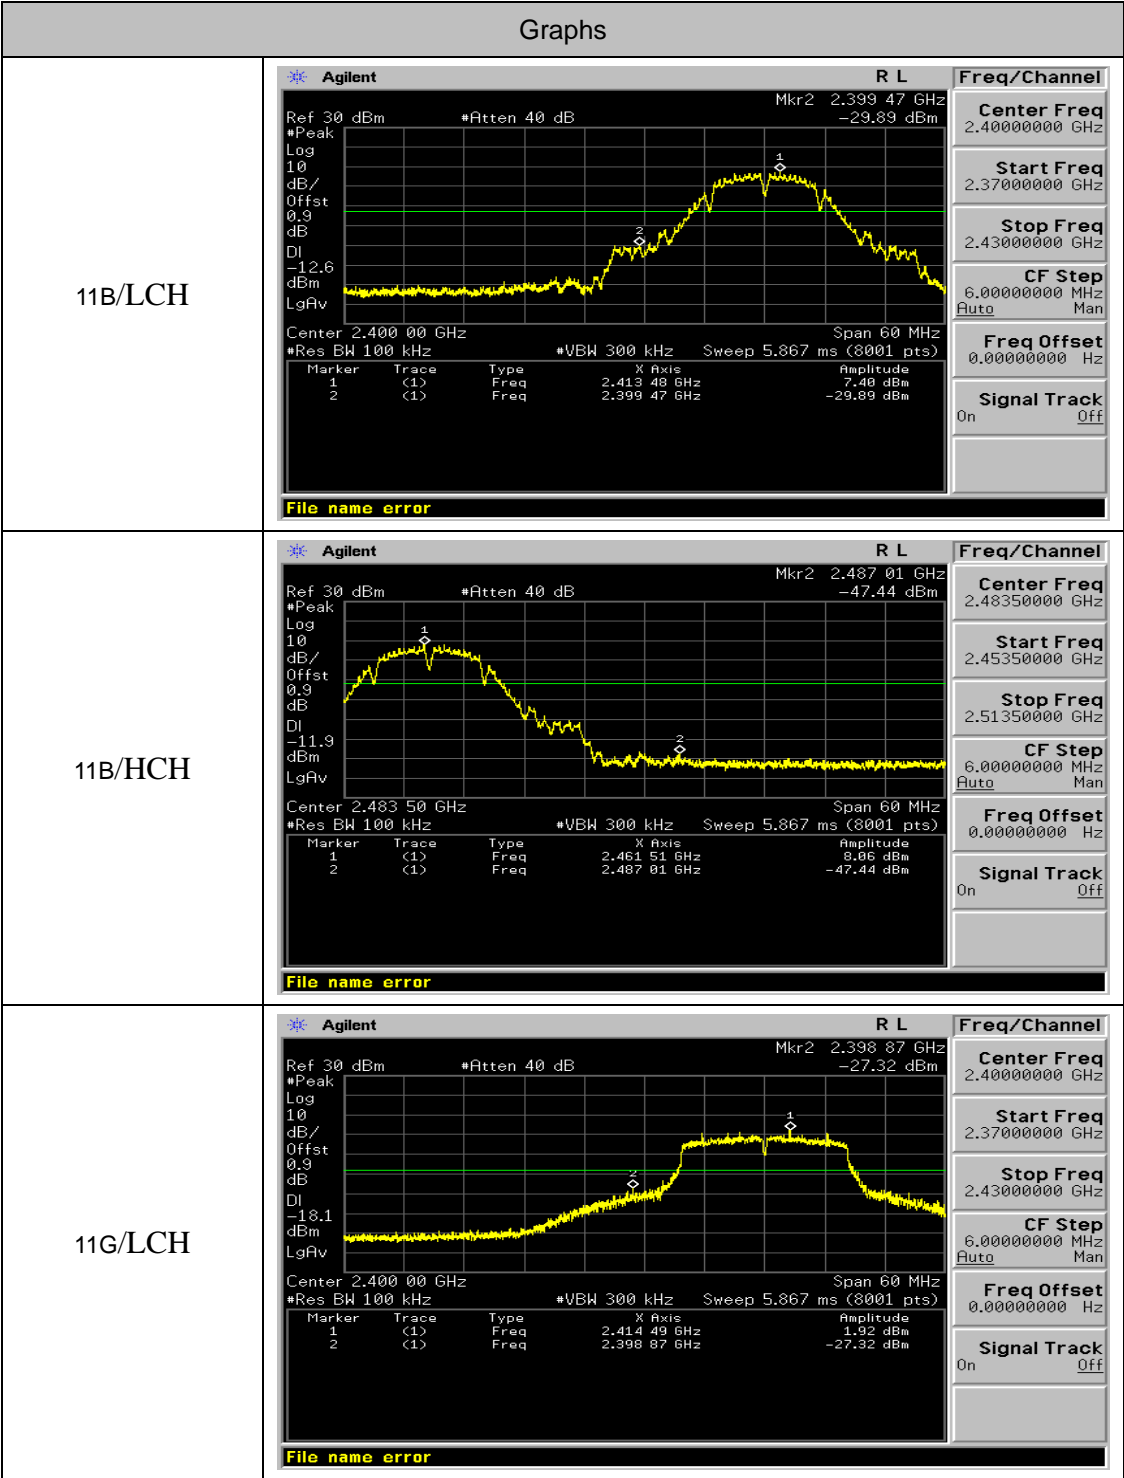 Graphs
11B/LCH
Agilent
R L
Freq/Channel
Mkr2 2.399 47 GHz
Ref 30 dBm #Atten 40 dB -29.89 dBm
#Peak
Log
10
dB/
Offst
0.9
dB
DI
-12.6
dBm
LgAv
1
2
Center 2.400 00 GHz Span 60 MHz
#Res BW 100 kHz #VBW 300 kHz Sweep 5.867 ms (8001 pts)
Marker Trace Type X Axis Amplitude
1 (1) Freq 2.413 48 GHz 7.40 dBm
2 (1) Freq 2.399 47 GHz -29.89 dBm
File name error
Center Freq
2.40000000 GHz
Start Freq
2.37000000 GHz
Stop Freq
2.43000000 GHz
CF Step
6.00000000 MHz
Auto Man
Freq Offset
0.00000000 Hz
Signal Track
On Off
11B/HCH
Agilent
R L
Freq/Channel
Mkr2 2.487 01 GHz
Ref 30 dBm #Atten 40 dB -47.44 dBm
#Peak
Log
10
dB/
Offst
0.9
dB
DI
-11.9
dBm
LgAv
1
2
Center 2.483 50 GHz Span 60 MHz
#Res BW 100 kHz #VBW 300 kHz Sweep 5.867 ms (8001 pts)
Marker Trace Type X Axis Amplitude
1 (1) Freq 2.461 51 GHz 8.06 dBm
2 (1) Freq 2.487 01 GHz -47.44 dBm
File name error
Center Freq
2.48350000 GHz
Start Freq
2.45350000 GHz
Stop Freq
2.51350000 GHz
CF Step
6.00000000 MHz
Auto Man
Freq Offset
0.00000000 Hz
Signal Track
On Off
11G/LCH
Agilent
R L
Freq/Channel
Mkr2 2.398 87 GHz
Ref 30 dBm #Atten 40 dB -27.32 dBm
#Peak
Log
10
dB/
Offst
0.9
dB
DI
-18.1
dBm
LgAv
1
2
Center 2.400 00 GHz Span 60 MHz
#Res BW 100 kHz #VBW 300 kHz Sweep 5.867 ms (8001 pts)
Marker Trace Type X Axis Amplitude
1 (1) Freq 2.414 49 GHz 1.92 dBm
2 (1) Freq 2.398 87 GHz -27.32 dBm
File name error
Center Freq
2.40000000 GHz
Start Freq
2.37000000 GHz
Stop Freq
2.43000000 GHz
CF Step
6.00000000 MHz
Auto Man
Freq Offset
0.00000000 Hz
Signal Track
On Off